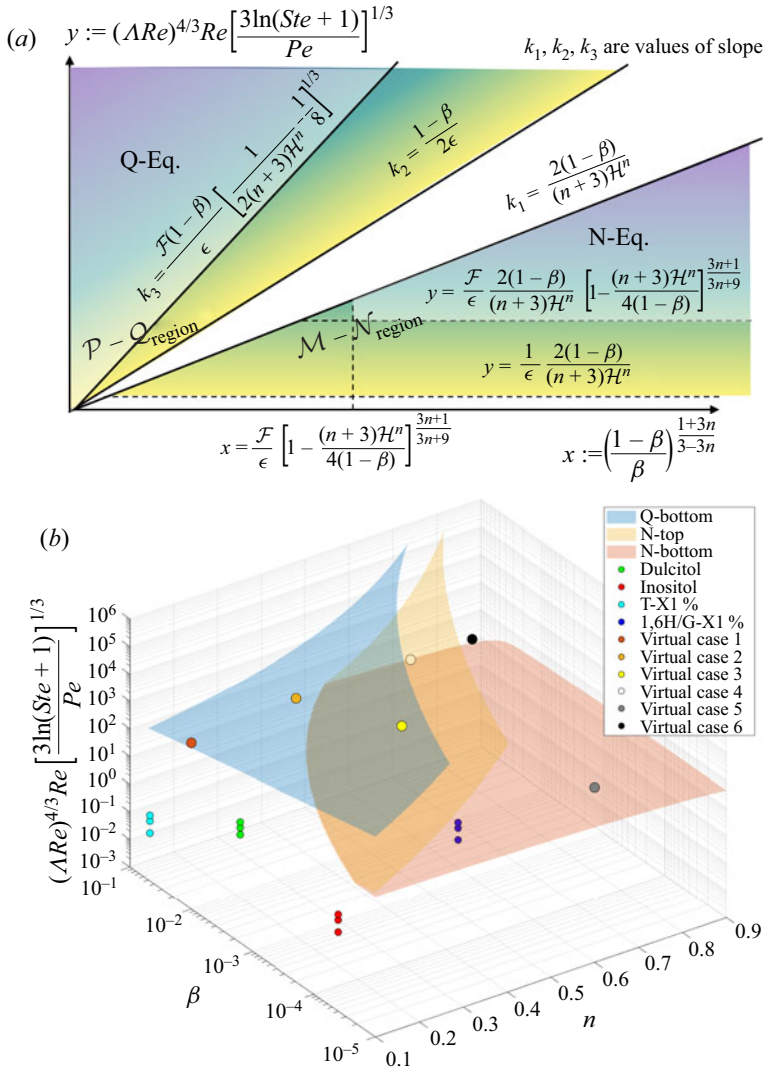 (a) y := (ΛRe)^{4/3}Re[3ln(Ste + 1)/Pe]^{1/3}
k₁, k₂, k₃ are values of slope
Q-Eq.
k₃ = ℱ(1 – β)/ϵ [1/(2(n + 3)ℋⁿ) - 1/8]^{1/3}
k₂ = (1 – β)/2ϵ
k₁ = 2(1 – β)/((n + 3)ℋⁿ)
N-Eq.
y = ℱ/ϵ 2(1 – β)/((n + 3)ℋⁿ) [1 – (n + 3)ℋⁿ/4(1 – β)]^{(3n + 1)/(3n + 9)}
𝒫 – 𝒬 region
ℳ – 𝒩 region
y = 1/ϵ 2(1 – β)/((n + 3)ℋⁿ)
x = ℱ/ϵ [1 – (n + 3)ℋⁿ/4(1 – β)]^{(3n + 1)/(3n + 9)}
x := ((1 – β)/β)^{(1 + 3n)/(3 – 3n)}
(b)
Q-bottom
N-top
N-bottom
Dulcitol
Inositol
T-X1 %
1,6H/G-X1 %
Virtual case 1
Virtual case 2
Virtual case 3
Virtual case 4
Virtual case 5
Virtual case 6
(ΛRe)^{4/3}Re[3ln(Ste + 1)/Pe]^{1/3}
10⁶
10⁵
10⁴
10³
10²
10¹
10⁰
10⁻¹
10⁻²
10⁻³
10⁻¹
10⁻²
10⁻³
10⁻⁴
10⁻⁵
β
0.1
0.2
0.3
0.4
0.5
0.6
0.7
0.8
0.9
n